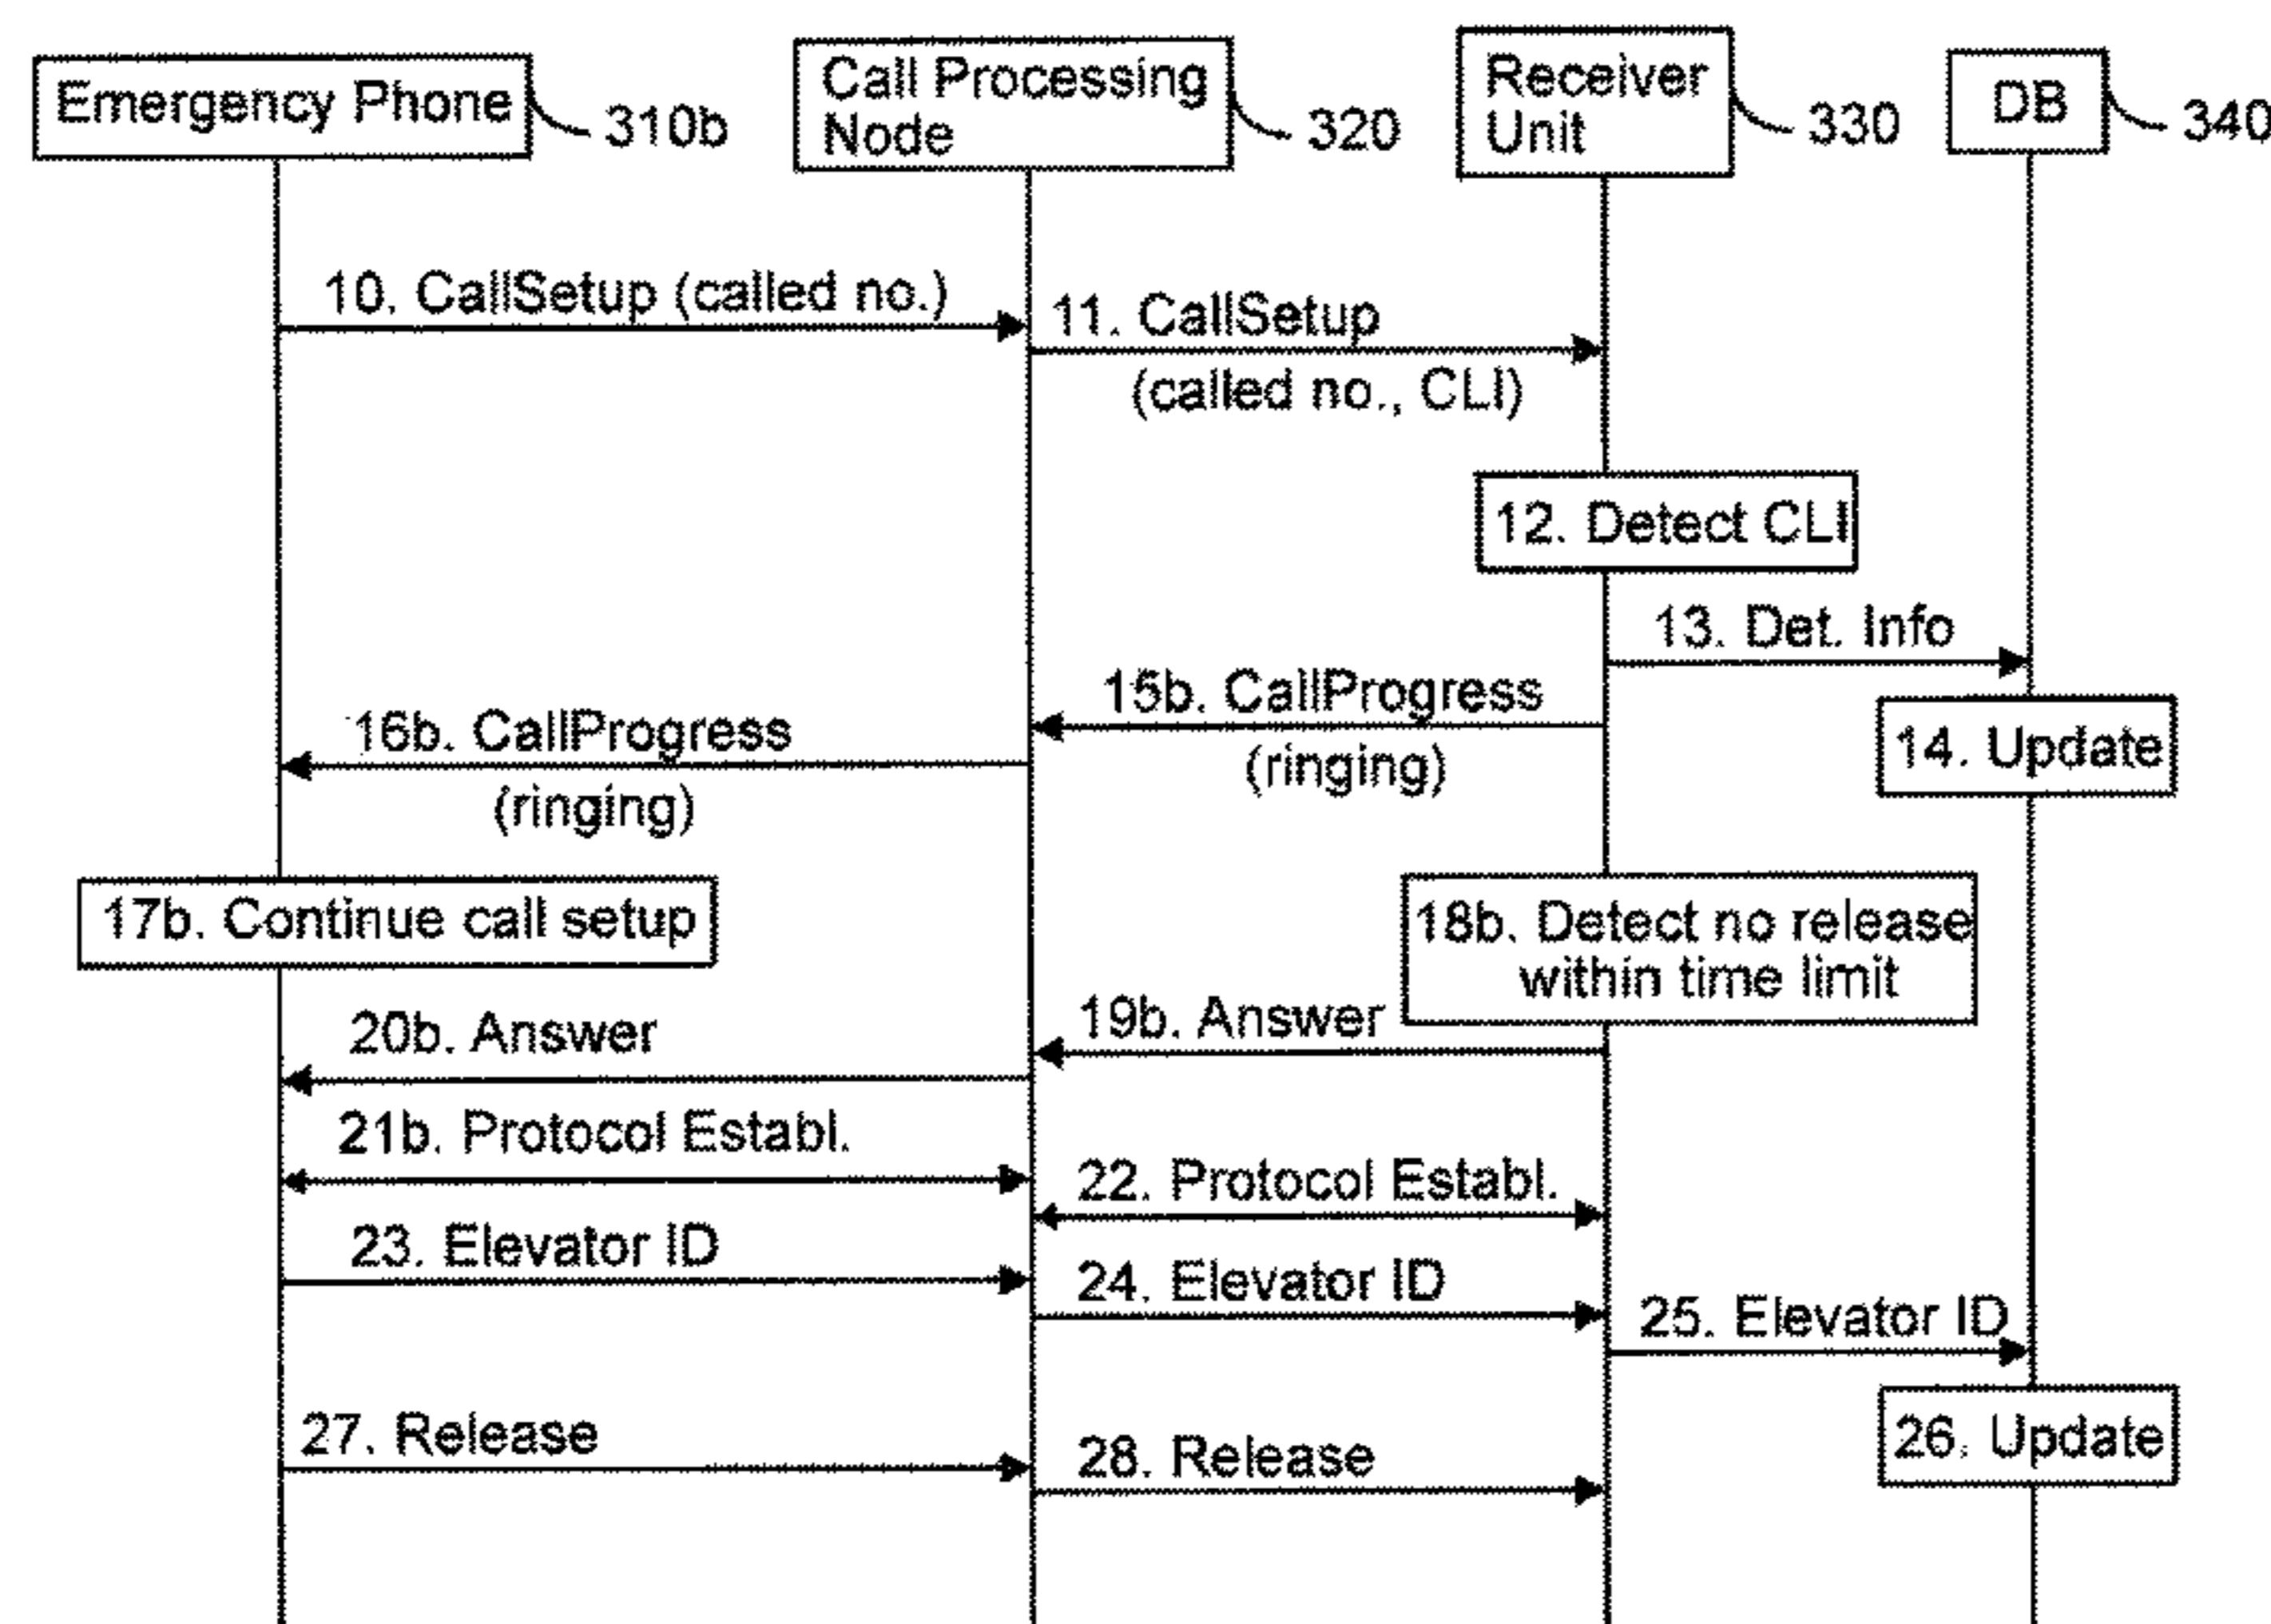 Emergency Phone
310b
Call Processing
Node
320
Receiver
Unit
330
DB
340
10. CallSetup (called no.)
11. CallSetup
(called no., CLI)
12. Detect CLI
13. Det. Info
14. Update
15b. CallProgress
(ringing)
16b. CallProgress
(ringing)
17b. Continue call setup
18b. Detect no release
within time limit
19b. Answer
20b. Answer
21b. Protocol Establ.
22. Protocol Establ.
23. Elevator ID
24. Elevator ID
25. Elevator ID
26. Update
27. Release
28. Release